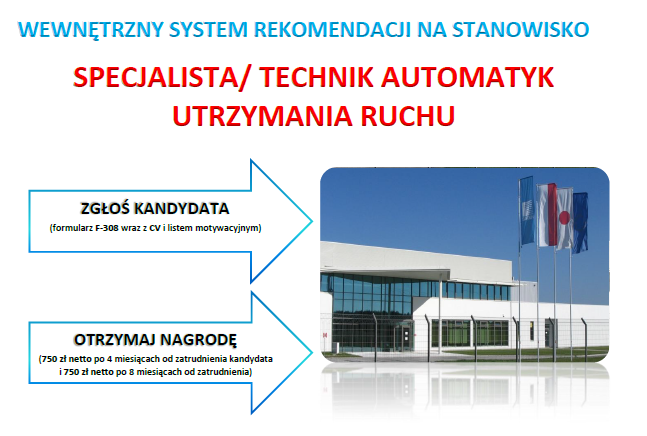 WEWNĘTRZNY SYSTEM REKOMENDACJI NA STANOWISKO
SPECJALISTA/ TECHNIK AUTOMATYK
UTRZYMANIA RUCHU
ZGŁOŚ KANDYDATA
(formularz F-308 wraz z CV i listem motywacyjnym)
OTRZYMAJ NAGRODĘ
(750 zł netto po 4 miesiącach od zatrudnienia kandydata
i 750 zł netto po 8 miesiącach od zatrudnienia)